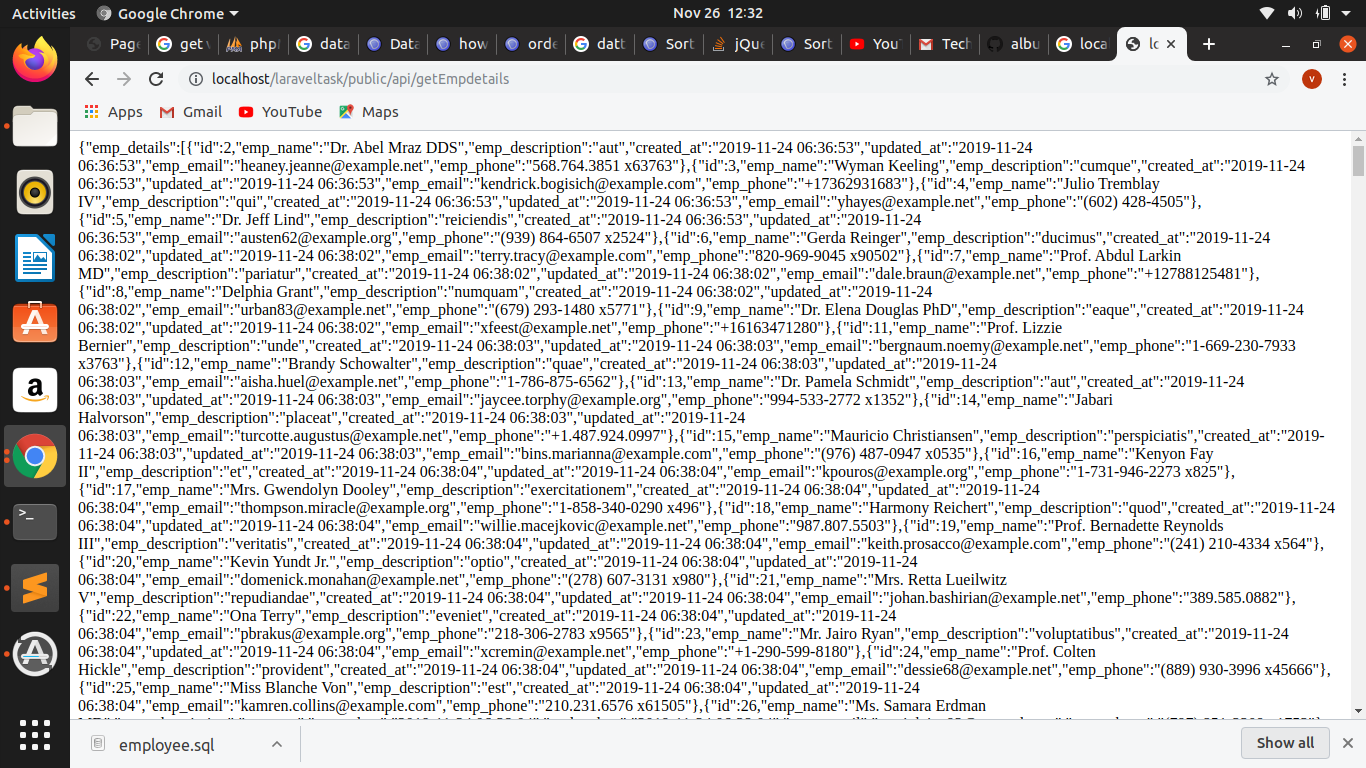 Activities
Google Chrome
Nov 26 12:32
Page
get v
php
data
Data
how
orde
datt
Sort
jQue
Sort
YouT
Tech
albu
loca
lo
localhost/laraveltask/public/api/getEmpdetails
V
Apps
Gmail
YouTube
Maps
{"emp_details":[{"id":2,"emp_name":"Dr. Abel Mraz DDS","emp_description":"aut","created_at":"2019-11-24 06:36:53","updated_at":"2019-11-24
06:36:53","emp_email":"heaney.jeanne@example.net","emp_phone":"568.764.3851 x63763"},{"id":3,"emp_name":"Wyman Keeling","emp_description":"cumque","created_at":"2019-11-24
06:36:53","updated_at":"2019-11-24 06:36:53","emp_email":"kendrick.bogisich@example.com","emp_phone":"+17362931683"},{"id":4,"emp_name":"Julio Tremblay
IV","emp_description":"qui","created_at":"2019-11-24 06:36:53","updated_at":"2019-11-24 06:36:53","emp_email":"yhayes@example.net","emp_phone":"(602) 428-4505"},
{"id":5,"emp_name":"Dr. Jeff Lind","emp_description":"reiciendis","created_at":"2019-11-24 06:36:53","updated_at":"2019-11-24
06:36:53","emp_email":"austen62@example.org","emp_phone":"(939) 864-6507 x2524"},{"id":6,"emp_name":"Gerda Reinger","emp_description":"ducimus","created_at":"2019-11-24
06:38:02","updated_at":"2019-11-24 06:38:02","emp_email":"terry.tracy@example.com","emp_phone":"820-969-9045 x90502"},{"id":7,"emp_name":"Prof. Abdul Larkin
MD","emp_description":"pariatur","created_at":"2019-11-24 06:38:02","updated_at":"2019-11-24 06:38:02","emp_email":"dale.braun@example.net","emp_phone":"+12788125481"},
{"id":8,"emp_name":"Delphia Grant","emp_description":"numquam","created_at":"2019-11-24 06:38:02","updated_at":"2019-11-24
06:38:02","emp_email":"urban83@example.org","emp_phone":"(679) 293-1480 x5771"},{"id":9,"emp_name":"Dr. Elena Douglas PhD","emp_description":"eaque","created_at":"2019-11-24
06:38:02","updated_at":"2019-11-24 06:38:02","emp_email":"xfeest@example.net","emp_phone":"+16163471280"},{"id":11,"emp_name":"Prof. Lizzie
Bernier","emp_description":"unde","created_at":"2019-11-24 06:38:03","updated_at":"2019-11-24 06:38:03","emp_email":"bergnaum.noemy@example.net","emp_phone":"1-669-230-7933
x3763"},{"id":12,"emp_name":"Brandy Schowalter","emp_description":"quae","created_at":"2019-11-24 06:38:03","updated_at":"2019-11-24
06:38:03","emp_email":"aisha.huel@example.net","emp_phone":"1-786-875-6562"},{"id":13,"emp_name":"Dr. Pamela Schmidt","emp_description":"aut","created_at":"2019-11-24
06:38:03","updated_at":"2019-11-24 06:38:03","emp_email":"jaycee.torphy@example.org","emp_phone":"994-533-2772 x1352"},{"id":14,"emp_name":"Jabari
Halvorson","emp_description":"placeat","created_at":"2019-11-24 06:38:03","updated_at":"2019-11-24
06:38:03","emp_email":"turcotte.augustus@example.net","emp_phone":"+1.487.924.0997"},{"id":15,"emp_name":"Mauricio Christiansen","emp_description":"perspiciatis","created_at":"2019-
11-24 06:38:03","updated_at":"2019-11-24 06:38:03","emp_email":"bins.marianna@example.com","emp_phone":"(976) 487-0947 x0535"},{"id":16,"emp_name":"Kenyon Fay
II","emp_description":"et","created_at":"2019-11-24 06:38:04","updated_at":"2019-11-24 06:38:04","emp_email":"kpouros@example.org","emp_phone":"1-731-946-2273 x825"},
{"id":17,"emp_name":"Mrs. Gwendolyn Dooley","emp_description":"exercitationem","created_at":"2019-11-24 06:38:04","updated_at":"2019-11-24
06:38:04","emp_email":"thompson.miracle@example.org","emp_phone":"1-858-340-0290 x496"},{"id":18,"emp_name":"Harmony Reichert","emp_description":"quod","created_at":"2019-11-24
06:38:04","updated_at":"2019-11-24 06:38:04","emp_email":"willie.macejkovic@example.net","emp_phone":"987.807.5503"},{"id":19,"emp_name":"Prof. Bernadette Reynolds
III","emp_description":"veritatis","created_at":"2019-11-24 06:38:04","updated_at":"2019-11-24 06:38:04","emp_email":"keith.prosacco@example.com","emp_phone":"(241) 210-4334 x564"},
{"id":20,"emp_name":"Kevin Yundt Jr.","emp_description":"optio","created_at":"2019-11-24 06:38:04","updated_at":"2019-11-24
06:38:04","emp_email":"domenick.monahan@example.net","emp_phone":"(278) 607-3131 x980"},{"id":21,"emp_name":"Mrs. Retta Lueilwitz
V","emp_description":"repudiandae","created_at":"2019-11-24 06:38:04","updated_at":"2019-11-24 06:38:04","emp_email":"johan.bashirian@example.net","emp_phone":"389.585.0882"},
{"id":22,"emp_name":"Ona Terry","emp_description":"eveniet","created_at":"2019-11-24 06:38:04","updated_at":"2019-11-24
06:38:04","emp_email":"pbrakus@example.org","emp_phone":"218-306-2783 x9565"},{"id":23,"emp_name":"Mr. Jairo Ryan","emp_description":"voluptatibus","created_at":"2019-11-24
06:38:04","updated_at":"2019-11-24 06:38:04","emp_email":"xcremin@example.net","emp_phone":"+1-290-599-8180"},{"id":24,"emp_name":"Prof. Colten
Hickle","emp_description":"provident","created_at":"2019-11-24 06:38:04","updated_at":"2019-11-24 06:38:04","emp_email":"dessie68@example.net","emp_phone":"(889) 930-3996 x45666"},
{"id":25,"emp_name":"Miss Blanche Von","emp_description":"est","created_at":"2019-11-24 06:38:04","updated_at":"2019-11-24
06:38:04","emp_email":"kamren.collins@example.com","emp_phone":"210.231.6576 x61505"},{"id":26,"emp_name":"Ms. Samara Erdman
employee.sql
Show all